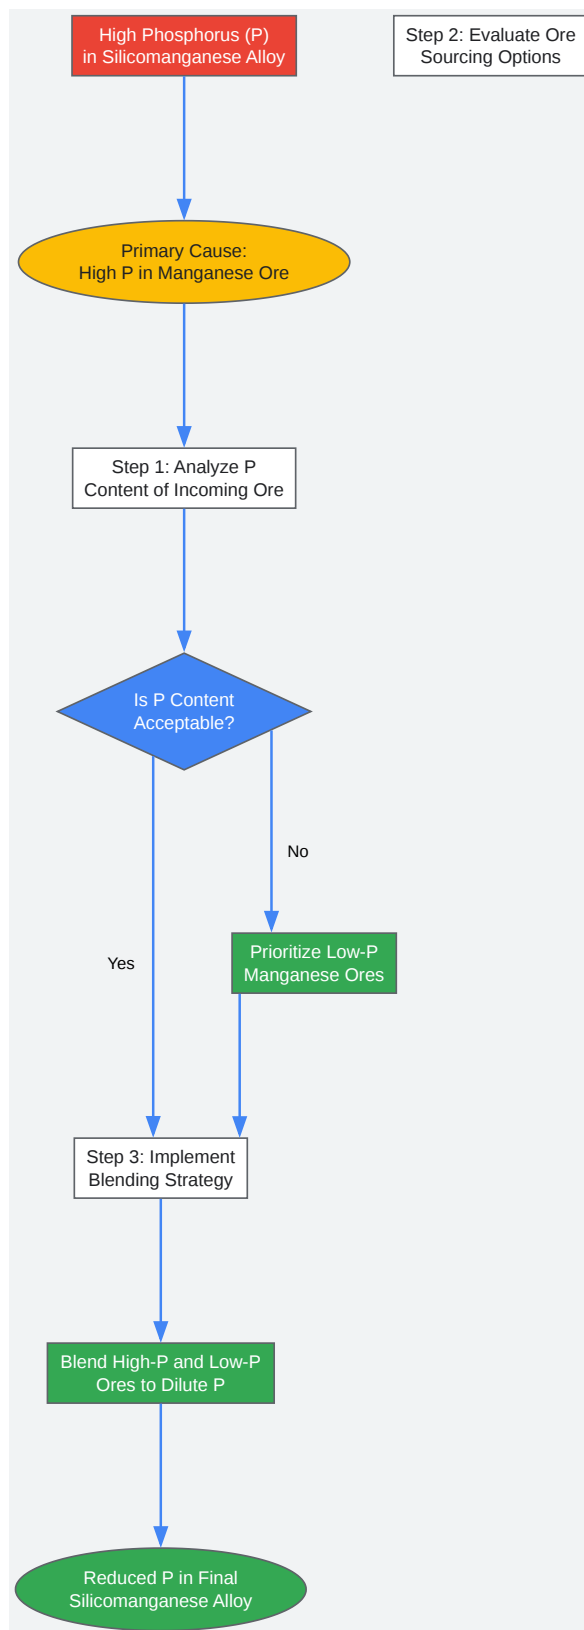 High Phosphorus (P)
in Silicomanganese Alloy
Step 2: Evaluate Ore
Sourcing Options
Primary Cause:
High P in Manganese Ore
Step 1: Analyze P
Content of Incoming Ore
Is P Content
Acceptable?
No
Prioritize Low-P
Manganese Ores
Yes
Step 3: Implement
Blending Strategy
Blend High-P and Low-P
Ores to Dilute P
Reduced P in Final
Silicomanganese Alloy